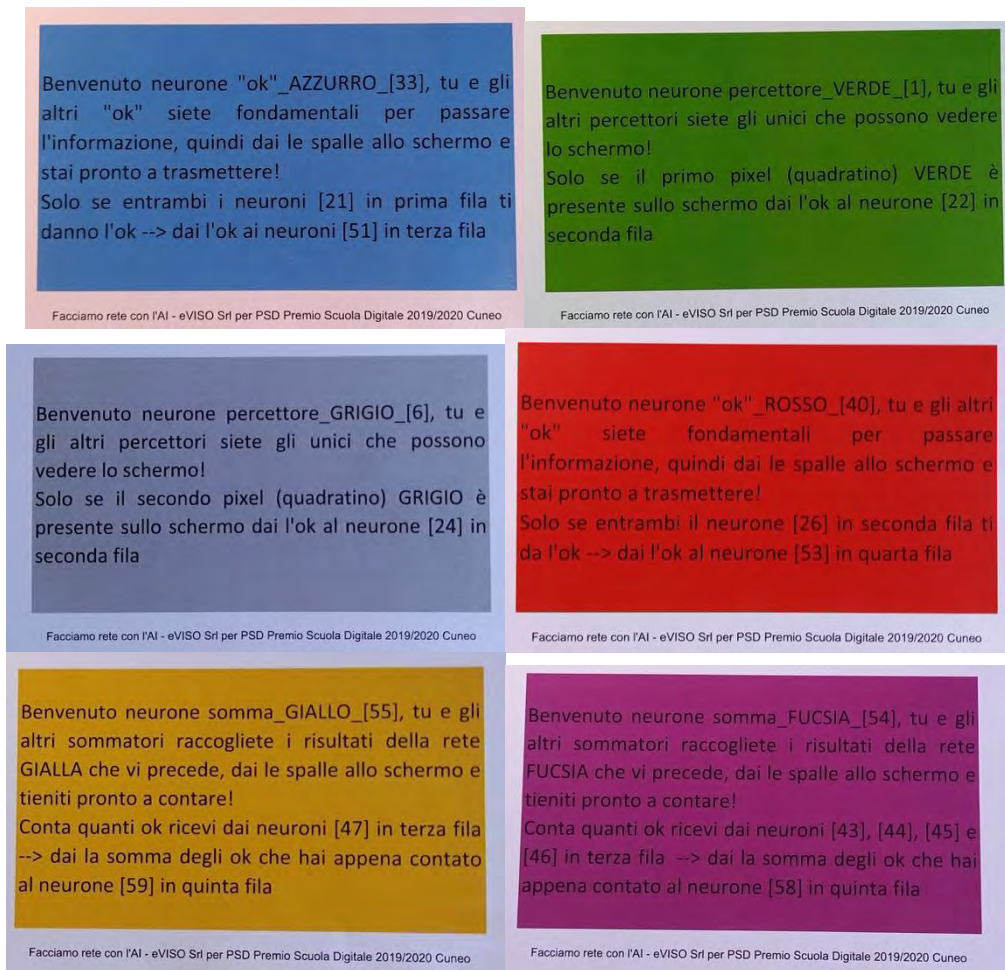 Benvenuto neurone "ok"_AZZURRO_[33], tu e gli
altri "ok" siete fondamentali per passare
l'informazione, quindi dai le spalle allo schermo e
stai pronto a trasmettere!
Solo se entrambi i neuroni [21] in prima fila ti
danno l'ok --> dai l'ok ai neuroni [51] in terza fila
Facciamo rete con l'AI - eVISO Srl per PSD Premio Scuola Digitale 2019/2020 Cuneo
Benvenuto neurone percettore_VERDE_[1], tu e gli
altri percettori siete gli unici che possono vedere
lo schermo!
Solo se il primo pixel (quadratino) VERDE è
presente sullo schermo dai l'ok al neurone [22] in
seconda fila
Facciamo rete con l'AI - eVISO Srl per PSD Premio Scuola Digitale 2019/2020 Cuneo
Benvenuto neurone percettore_GRIGIO_[6], tu e
gli altri percettori siete gli unici che possono
vedere lo schermo!
Solo se il secondo pixel (quadratino) GRIGIO è
presente sullo schermo dai l'ok al neurone [24] in
seconda fila
Facciamo rete con l'AI - eVISO Srl per PSD Premio Scuola Digitale 2019/2020 Cuneo
Benvenuto neurone "ok"_ROSSO_[40], tu e gli altri
"ok" siete fondamentali per passare
l'informazione, quindi dai le spalle allo schermo e
stai pronto a trasmettere!
Solo se entrambi il neurone [26] in seconda fila ti
da l'ok --> dai l'ok al neurone [53] in quarta fila
Facciamo rete con l'AI - eVISO Srl per PSD Premio Scuola Digitale 2019/2020 Cuneo
Benvenuto neurone somma_GIALLO_[55], tu e gli
altri sommatori raccogliete i risultati della rete
GIALLA che vi precede, dai le spalle allo schermo e
tieniti pronto a contare!
Conta quanti ok ricevi dai neuroni [47] in terza fila
--> dai la somma degli ok che hai appena contato
al neurone [59] in quinta fila
Facciamo rete con l'AI - eVISO Srl per PSD Premio Scuola Digitale 2019/2020 Cuneo
Benvenuto neurone somma_FUCSIA_[54], tu e gli
altri sommatori raccogliete i risultati della rete
FUCSIA che vi precede, dai le spalle allo schermo e
tieniti pronto a contare!
Conta quanti ok ricevi dai neuroni [43], [44], [45] e
[46] in terza fila --> dai la somma degli ok che hai
appena contato al neurone [58] in quinta fila
Facciamo rete con l'AI - eVISO Srl per PSD Premio Scuola Digitale 2019/2020 Cuneo